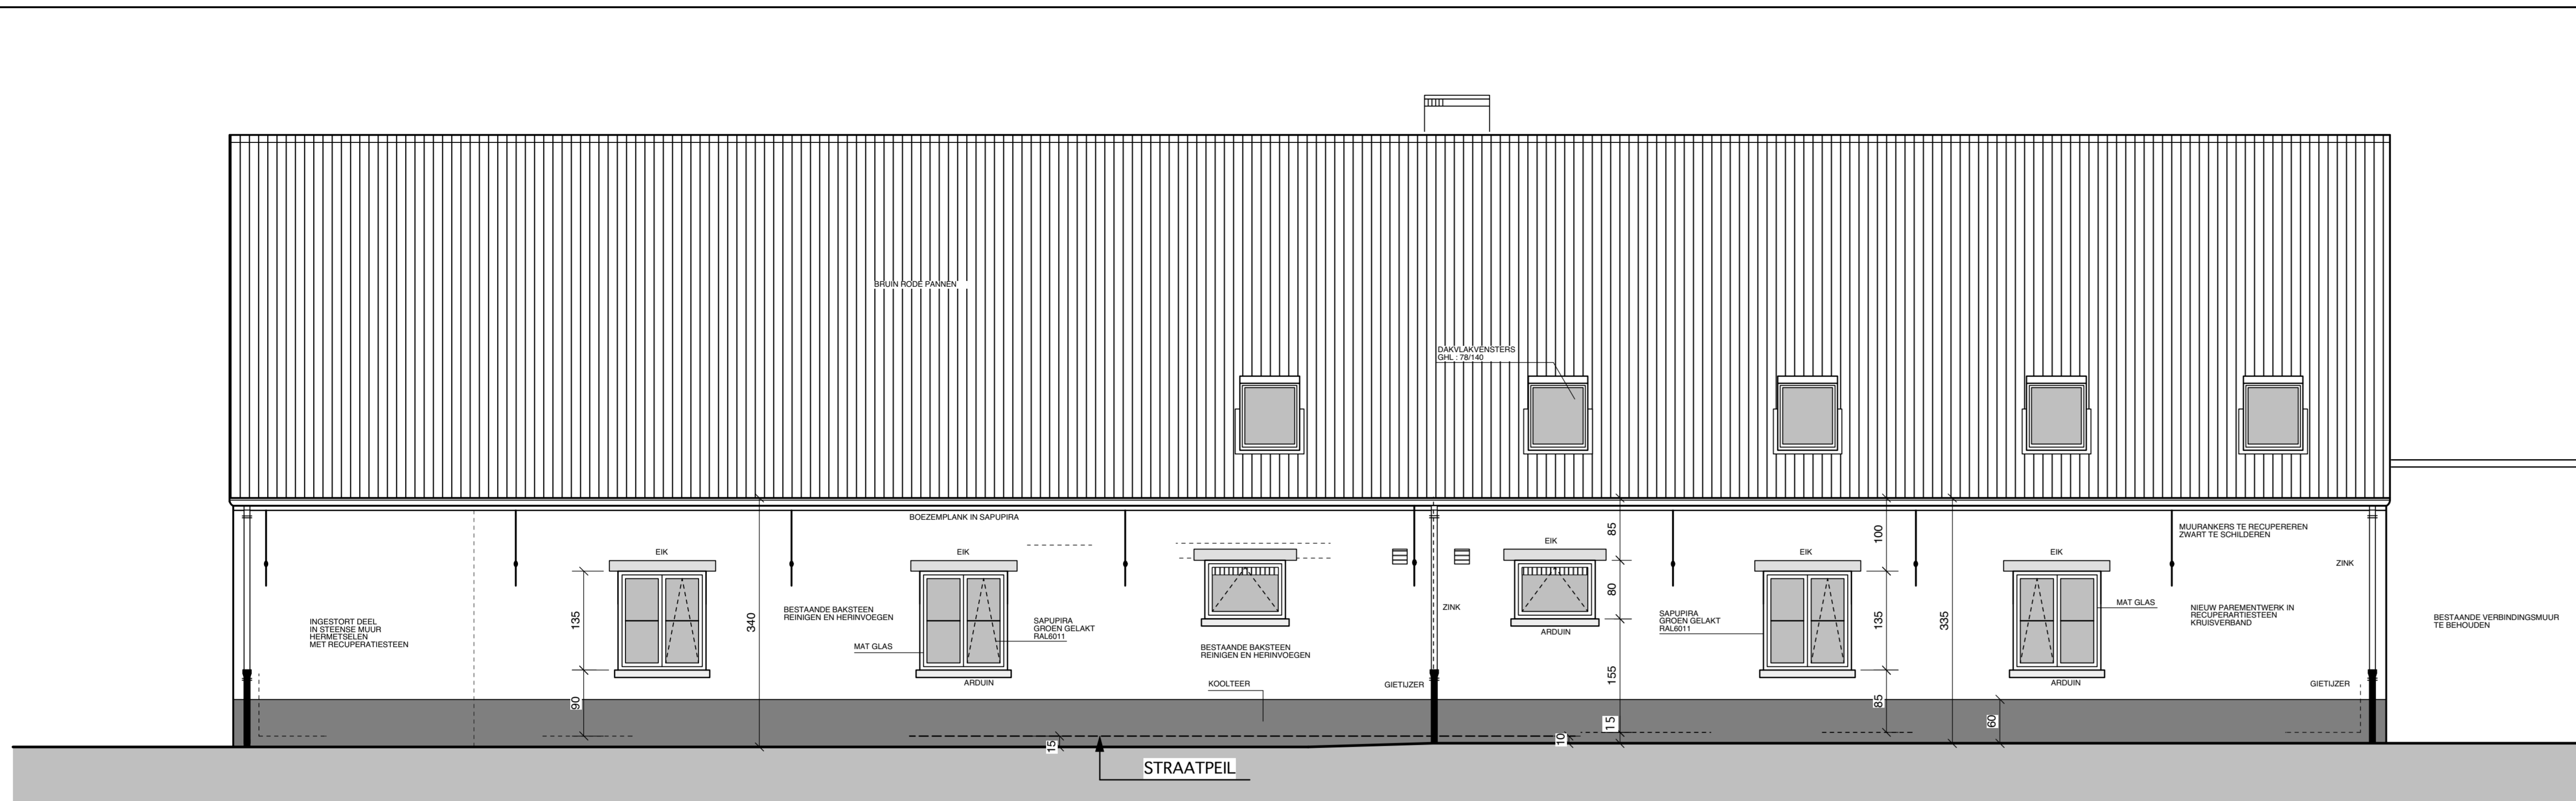 BRUIN RODE PANNEN
DAKVLAKVENSTERS
GHL : 78/140
BOEZEMPLANK IN SAPUPIRA
MUURANKERS TE RECUPEREREN
ZWART TE SCHILDEREN
EIK
EIK
EIK
EIK
EIK
ZINK
85
100
135
340
80
135
335
INGESTORT DEEL
IN STEENSE MUUR
HERMETSELEN
MET RECUPERATIESTEEN
BESTAANDE BAKSTEEN
REINIGEN EN HERINVOEGEN
MAT GLAS
SAPUPIRA
GROEN GELAKT
RAL6011
BESTAANDE BAKSTEEN
REINIGEN EN HERINVOEGEN
ZINK
ARDUIN
SAPUPIRA
GROEN GELAKT
RAL6011
MAT GLAS
NIEUW PAREMENTWERK IN
RECUPERARTIESTEEN
KRUISVERBAND
BESTAANDE VERBINDINGSMUUR
TE BEHOUDEN
ARDUIN
KOOLTEER
GIETIJZER
155
ARDUIN
GIETIJZER
90
15
10
15
85
60
STRAATPEIL